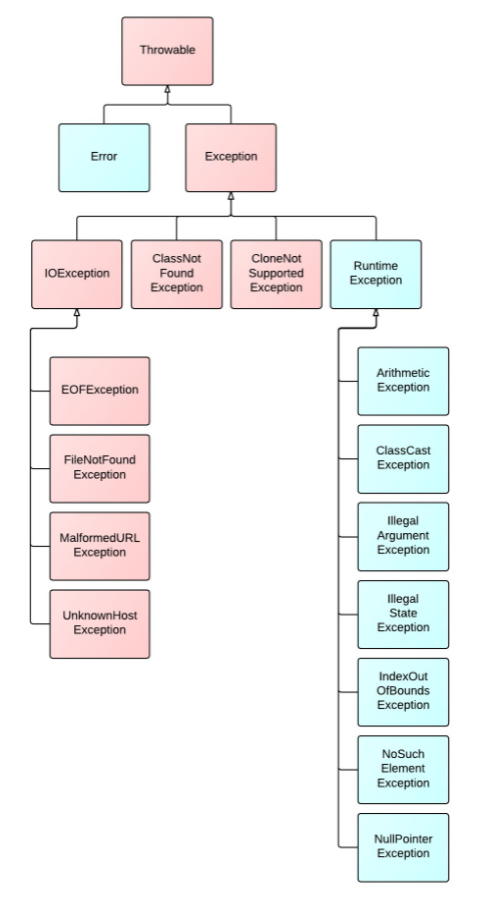 Throwable
Error
Exception
IOException
ClassNot
Found
Exception
CloneNot
Supported
Exception
Runtime
Exception
EOFException
FileNotFound
Exception
MalformedURL
Exception
UnknownHost
Exception
Arithmetic
Exception
ClassCast
Exception
Illegal
Argument
Exception
Illegal
State
Exception
IndexOut
OfBounds
Exception
NoSuch
Element
Exception
NullPointer
Exception